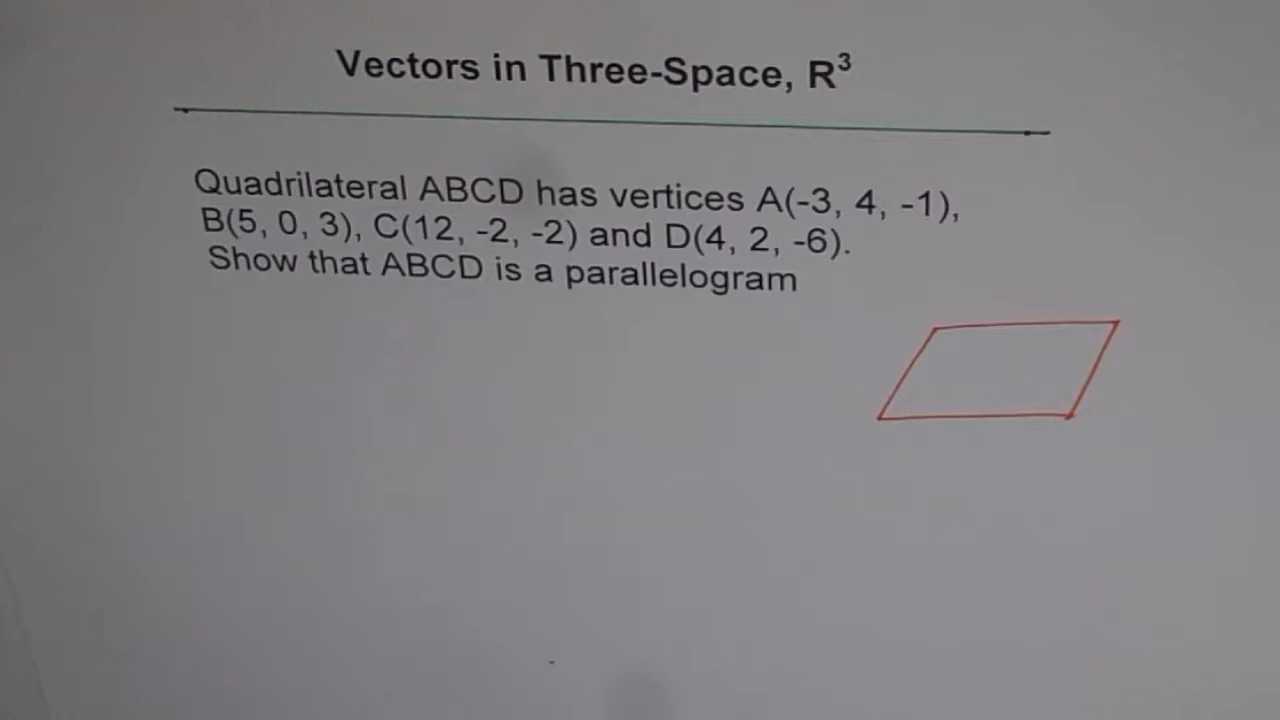 Vectors in Three-Space, R³
Quadrilateral ABCD has vertices A(-3, 4, -1),
B(5, 0, 3), C(12, -2, -2) and D(4, 2, -6).
Show that ABCD is a parallelogram